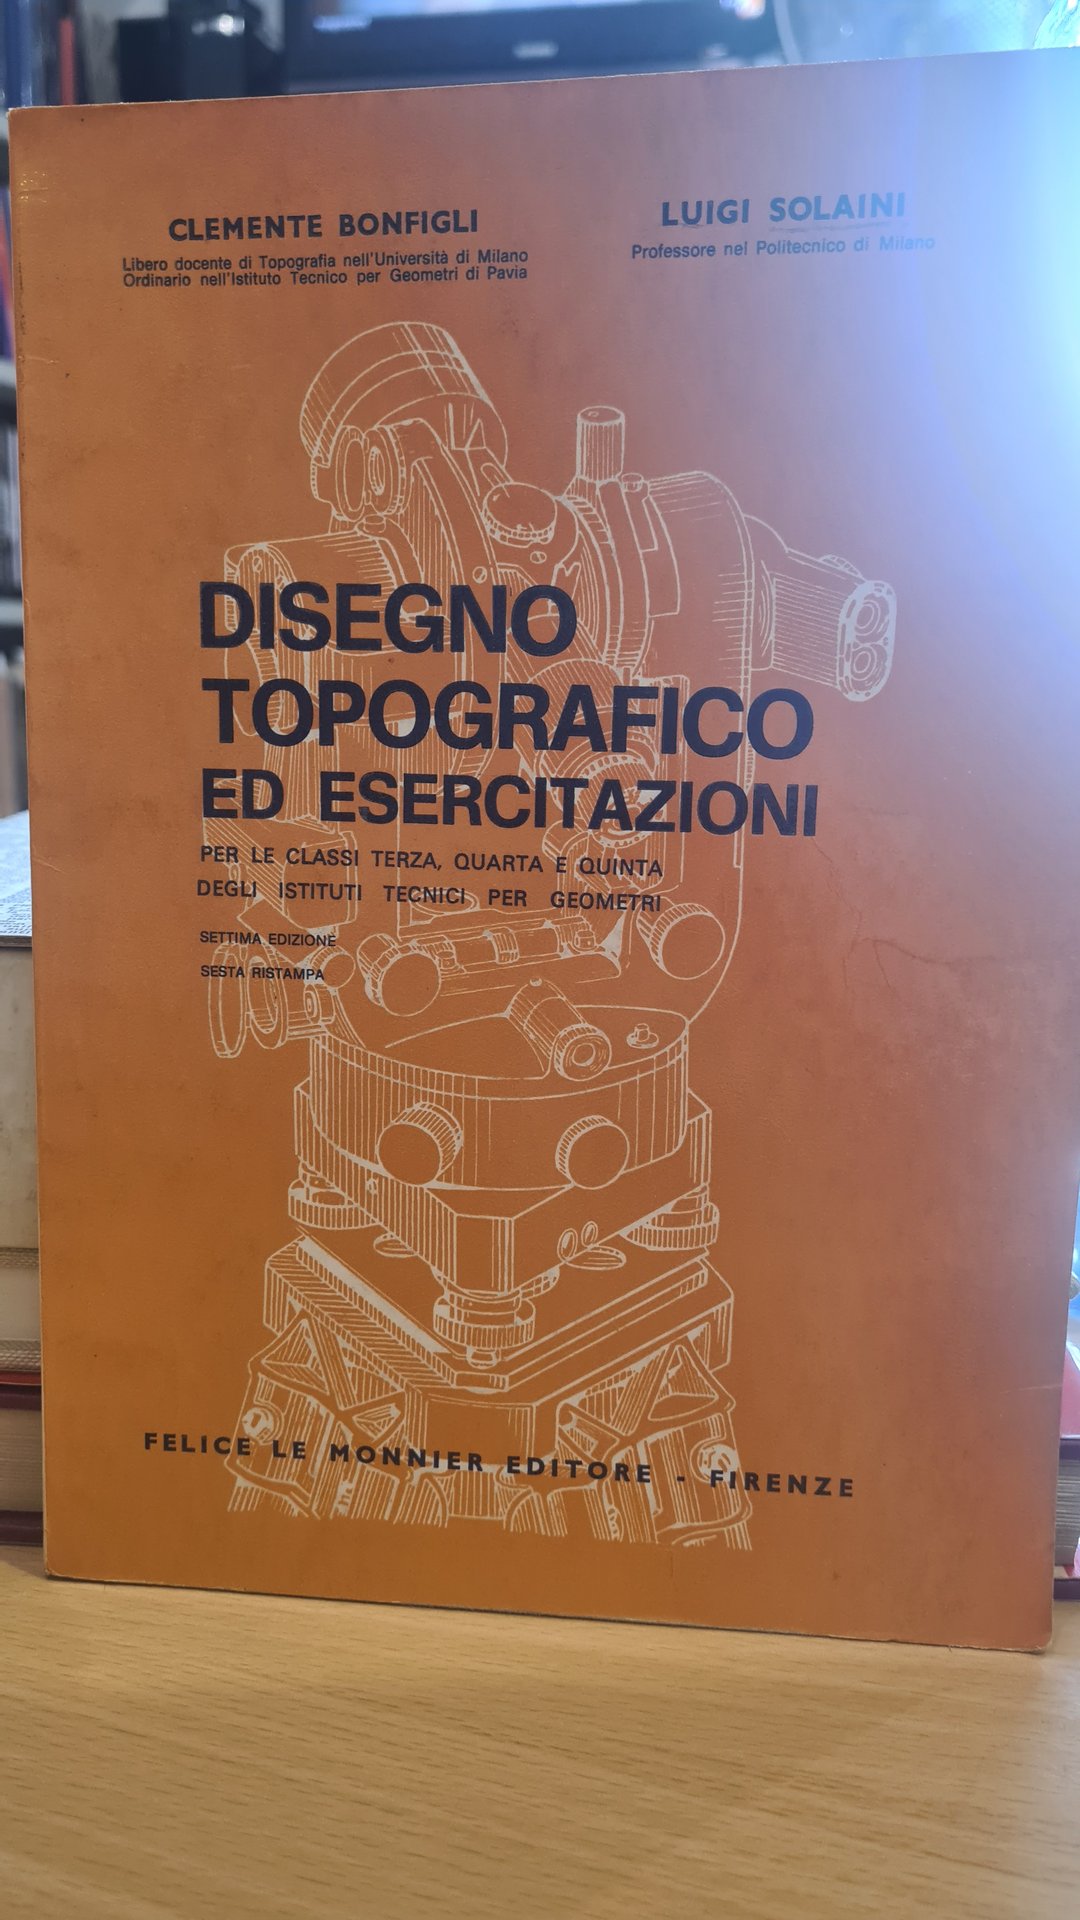 CLEMENTE BONFIGLI
Libero docente di Topografia nell'Università di Milano
Ordinario nell'Istituto Tecnico per Geometri di Pavia
LUIGI SOLAINI
Professore nel Politecnico di Milano
DISEGNO
TOPOGRAFICO
ED ESERCITAZIONI
PER LE CLASSI TERZA, QUARTA E QUINTA
DEGLI ISTITUTI TECNICI PER GEOMETRI
SETTIMA EDIZIONE
SESTA RISTAMPA
FELICE LE MONNIER EDITORE - FIRENZE